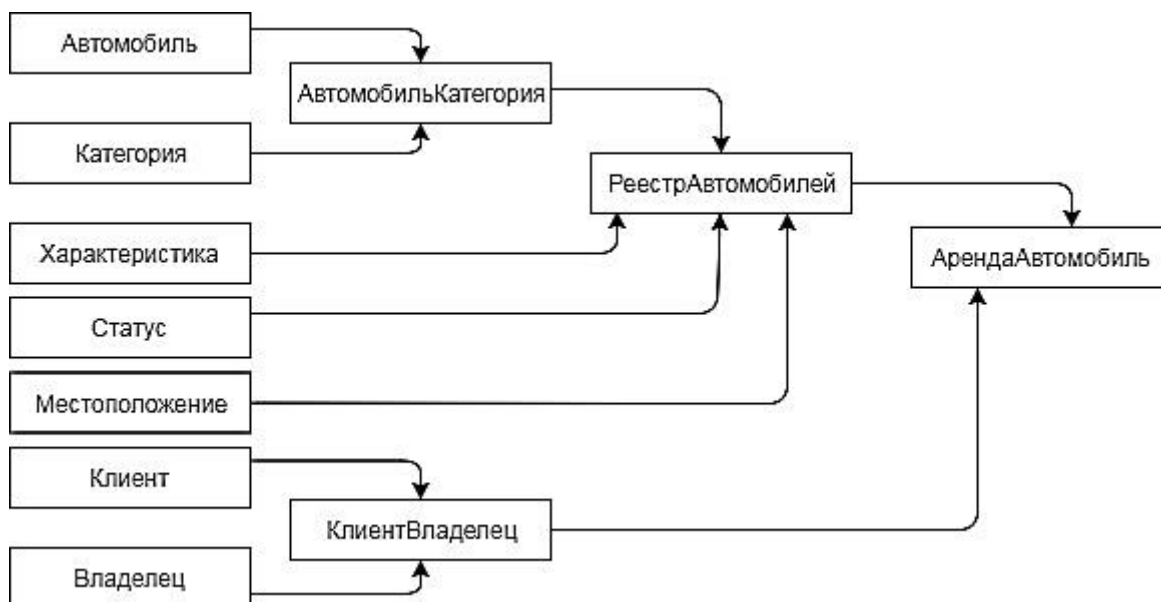 Автомобиль
АвтомобильКатегория
Категория
РеестрАвтомобилей
Характеристика
АрендаАвтомобиль
Статус
Местоположение
Клиент
КлиентВладелец
Владелец